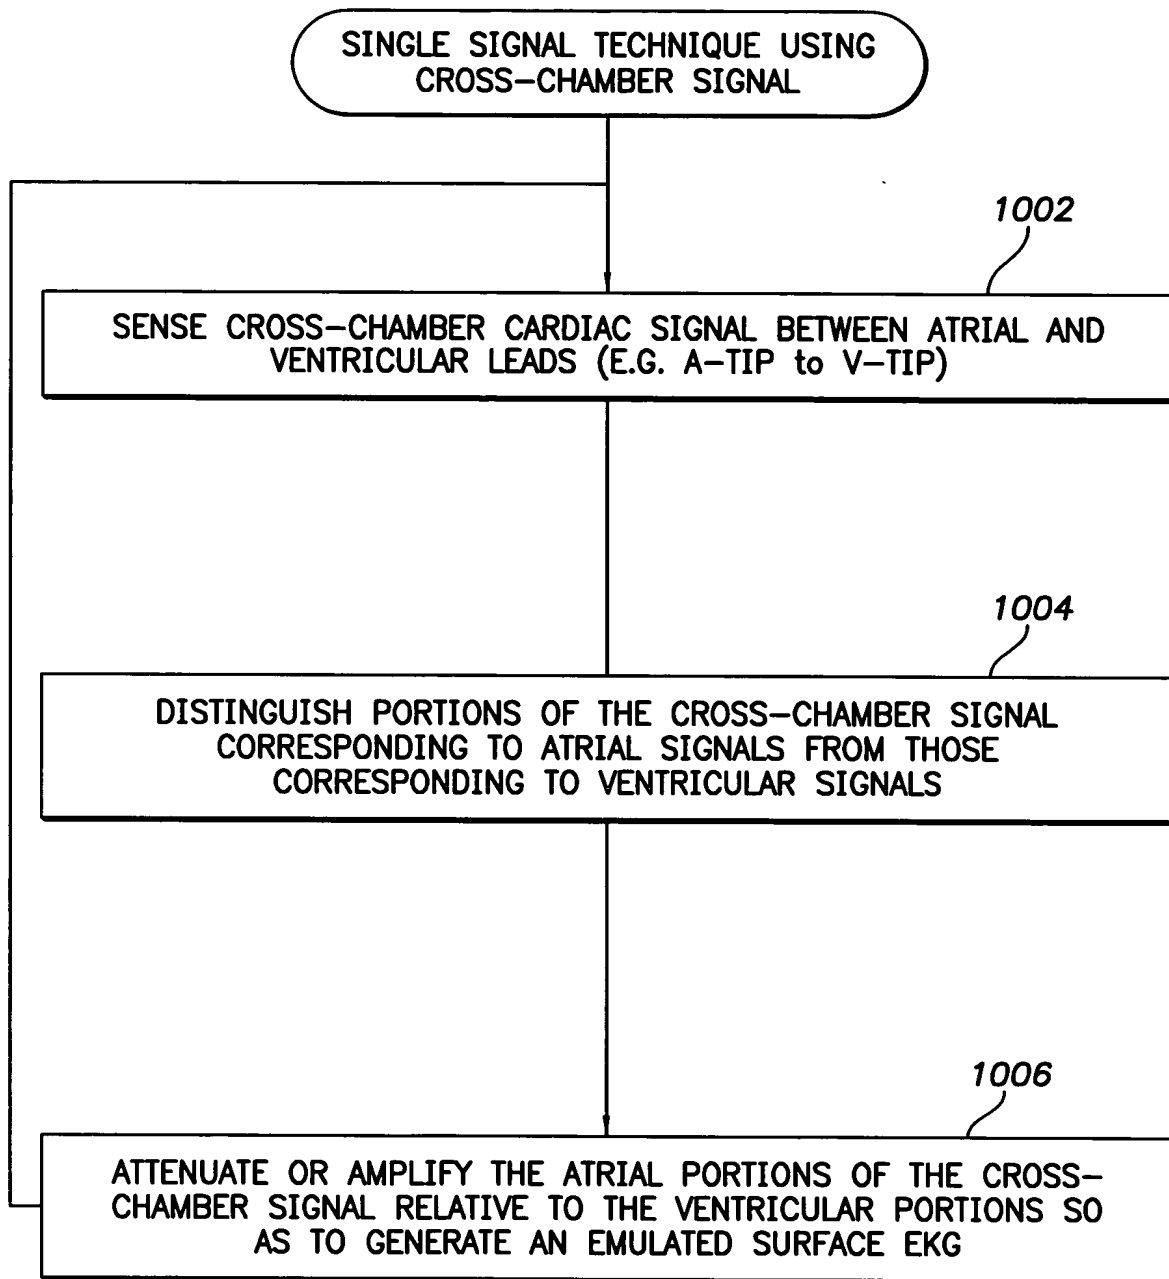 SINGLE SIGNAL TECHNIQUE USING
CROSS-CHAMBER SIGNAL
1002
SENSE CROSS-CHAMBER CARDIAC SIGNAL BETWEEN ATRIAL AND
VENTRICULAR LEADS (E.G. A-TIP to V-TIP)
1004
DISTINGUISH PORTIONS OF THE CROSS-CHAMBER SIGNAL
CORRESPONDING TO ATRIAL SIGNALS FROM THOSE
CORRESPONDING TO VENTRICULAR SIGNALS
1006
ATTENUATE OR AMPLIFY THE ATRIAL PORTIONS OF THE CROSS-
CHAMBER SIGNAL RELATIVE TO THE VENTRICULAR PORTIONS SO
AS TO GENERATE AN EMULATED SURFACE EKG